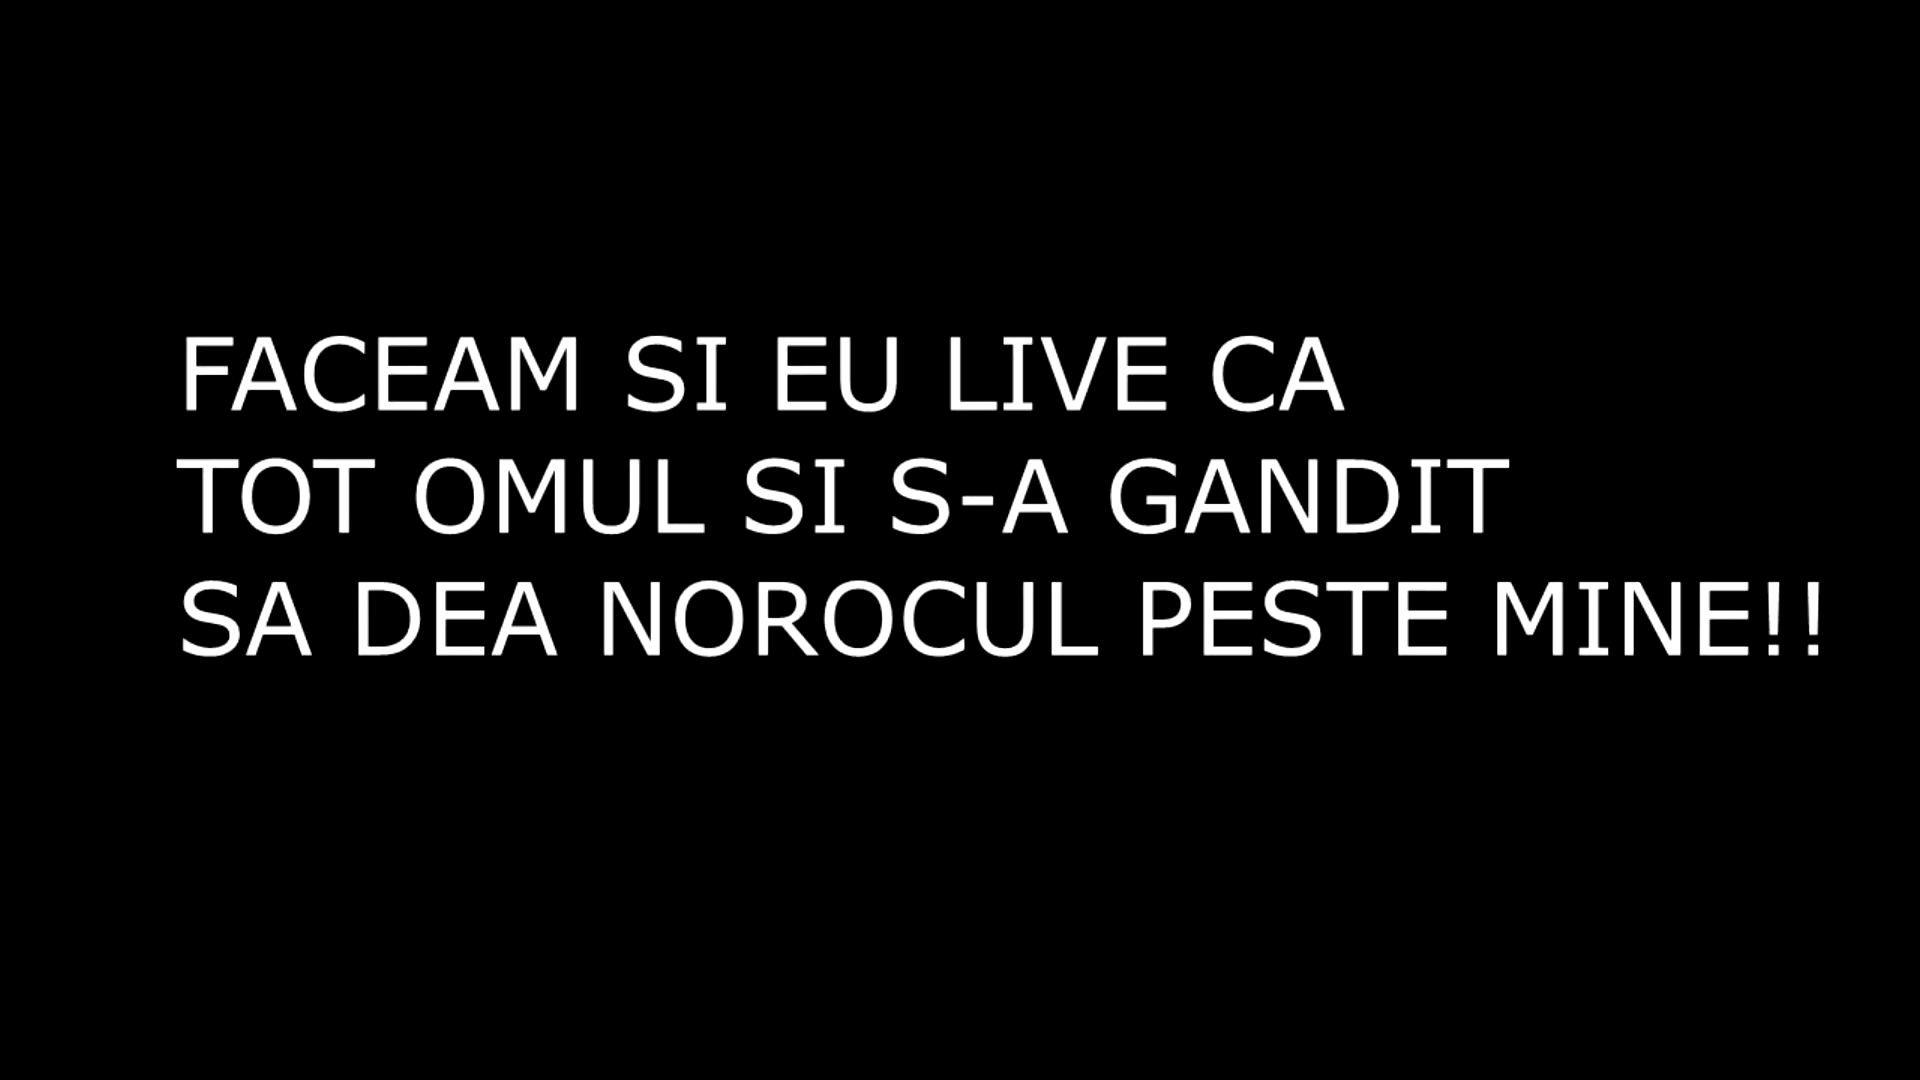 FACEAM SI EU LIVE CA
TOT OMUL SI S-A GANDIT
SA DEA NOROCUL PESTE MINE!!